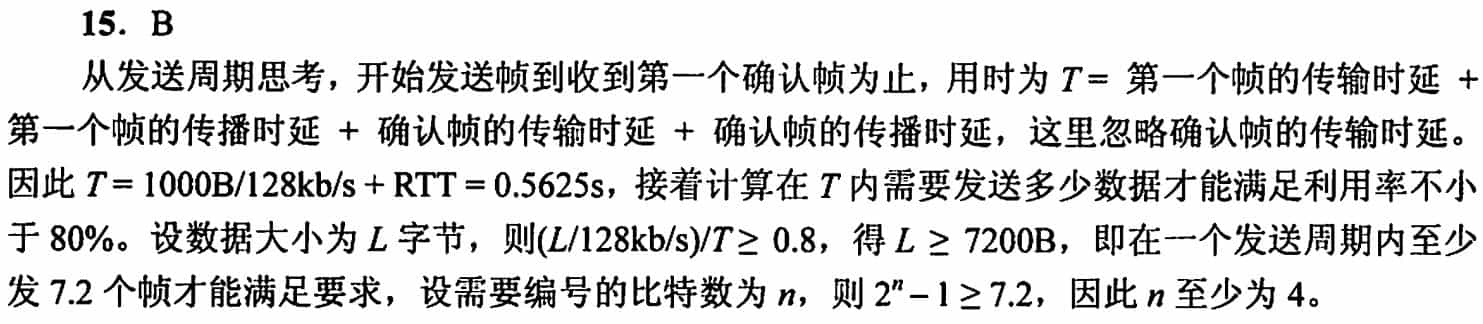 15. B
从发送周期思考，开始发送帧到收到第一个确认帧为止，用时为 T = 第一个帧的传输时延 +
第一个帧的传播时延 + 确认帧的传输时延 + 确认帧的传播时延，这里忽略确认帧的传输时延。
因此 T = 1000B/128kb/s + RTT = 0.5625s，接着计算在 T 内需要发送多少数据才能满足利用率不小
于 80%。设数据大小为 L 字节，则(L/128kb/s)/T ≥ 0.8，得 L ≥ 7200B，即在一个发送周期内至少
发 7.2 个帧才能满足要求，设需要编号的比特数为 n，则 2ⁿ − 1 ≥ 7.2，因此 n 至少为 4。